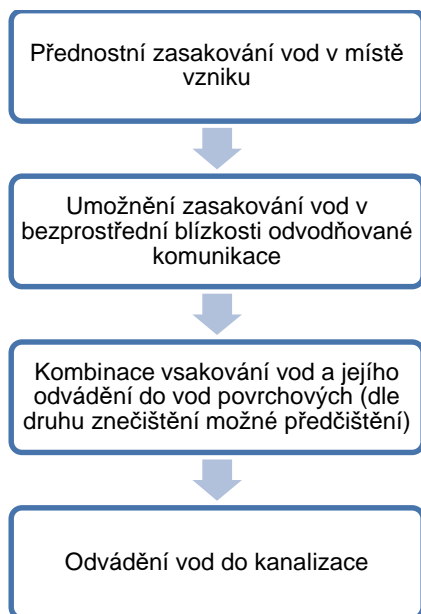 Přednostní zasakování vod v místě
vzniku
Umožnění zasakování vod v
bezprostřední blízkosti odvodňované
komunikace
Kombinace vsakování vod a jejího
odvádění do vod povrchových (dle
druhu znečištění možné předčištění)
Odvádění vod do kanalizace